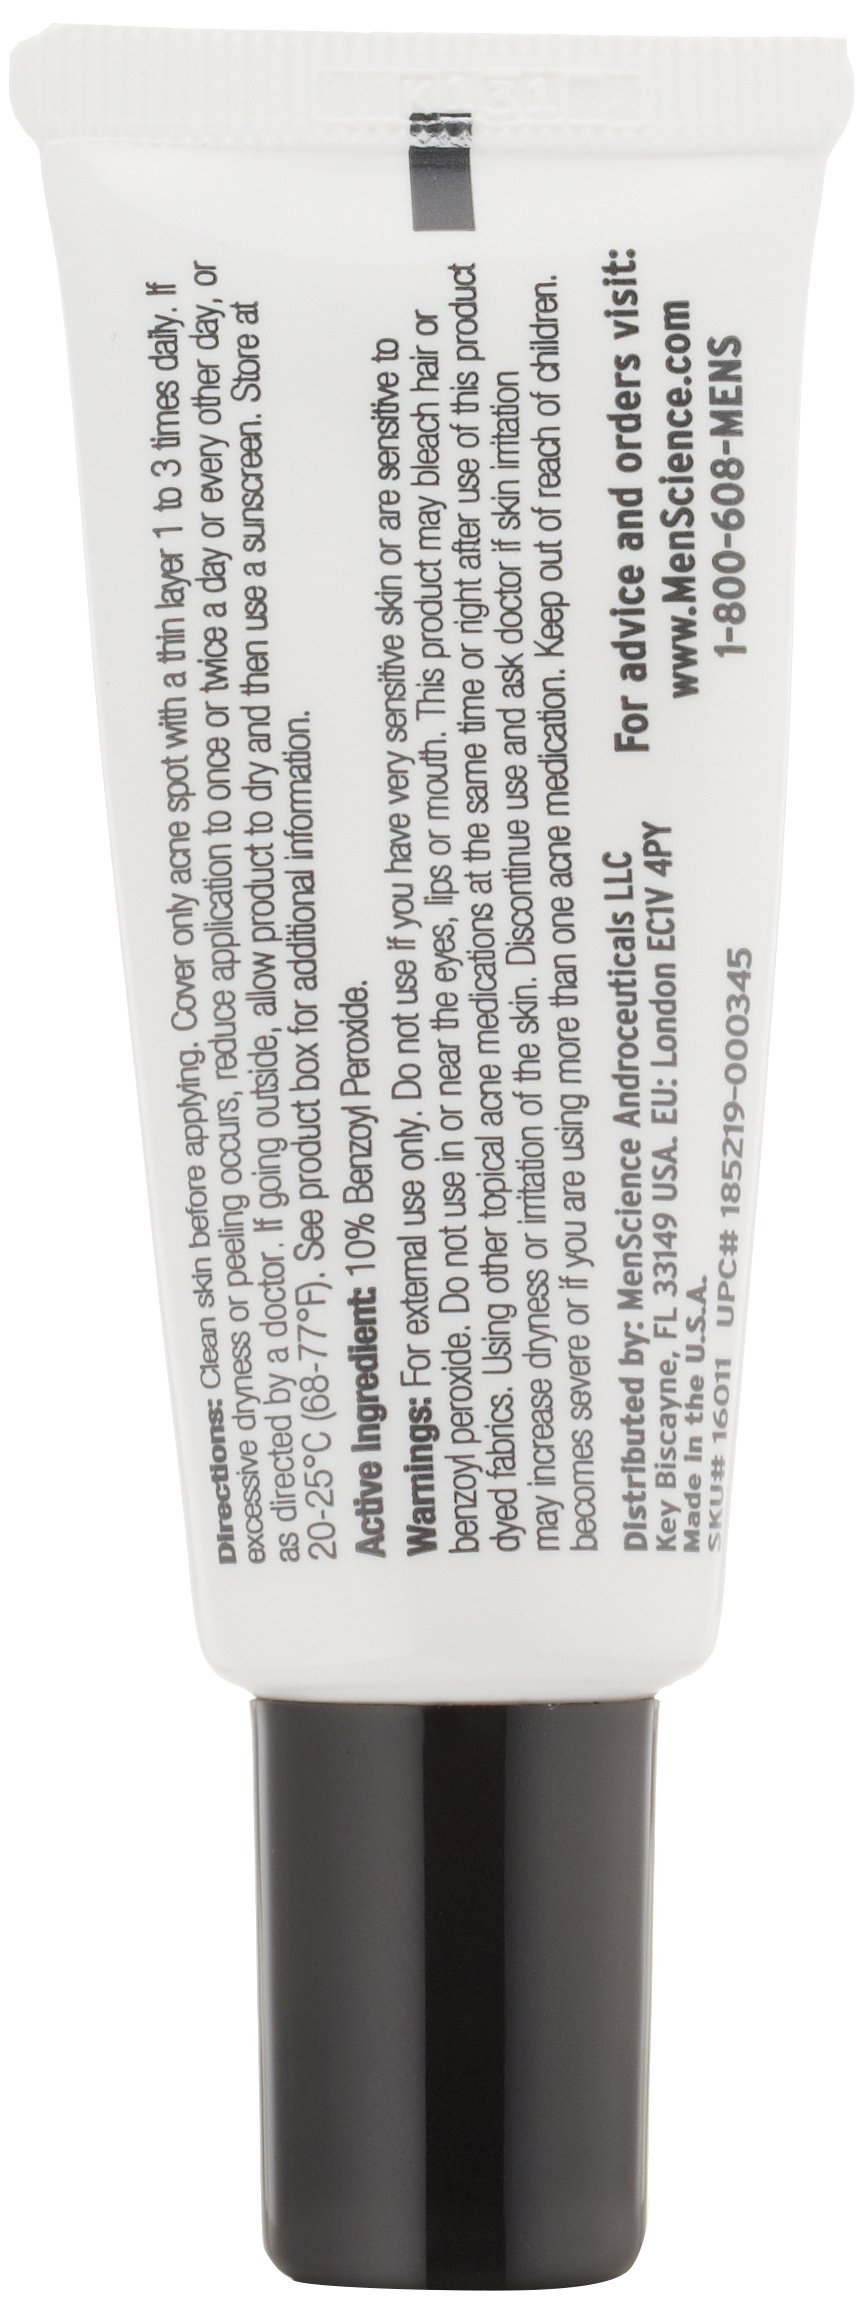 Directions: Clean skin before applying. Cover only acne spot with a thin layer 1 to 3 times daily. If
excessive dryness or peeling occurs, reduce application to once or twice a day or every other day, or
as directed by a doctor. If going outside, allow product to dry and then use a sunscreen. Store at
20-25°C (68-77°F). See product box for additional information.
Active Ingredient: 10% Benzoyl Peroxide.
Warnings: For external use only. Do not use if you have very sensitive skin or are sensitive to
benzoyl peroxide. Do not use in or near the eyes, lips or mouth. This product may bleach hair or
dyed fabrics. Using other topical acne medications at the same time or right after use of this product
may increase dryness or irritation of the skin. Discontinue use and ask doctor if skin irritation
becomes severe or if you are using more than one acne medication. Keep out of reach of children.
Distributed by: MenScience Androceuticals LLC
Key Biscayne, FL 33149 USA. EU: London EC1V 4PY
Made in the U.S.A.
SKU# 16011 UPC# 185219-000345
For advice and orders visit:
www.MenScience.com
1-800-608-MENS